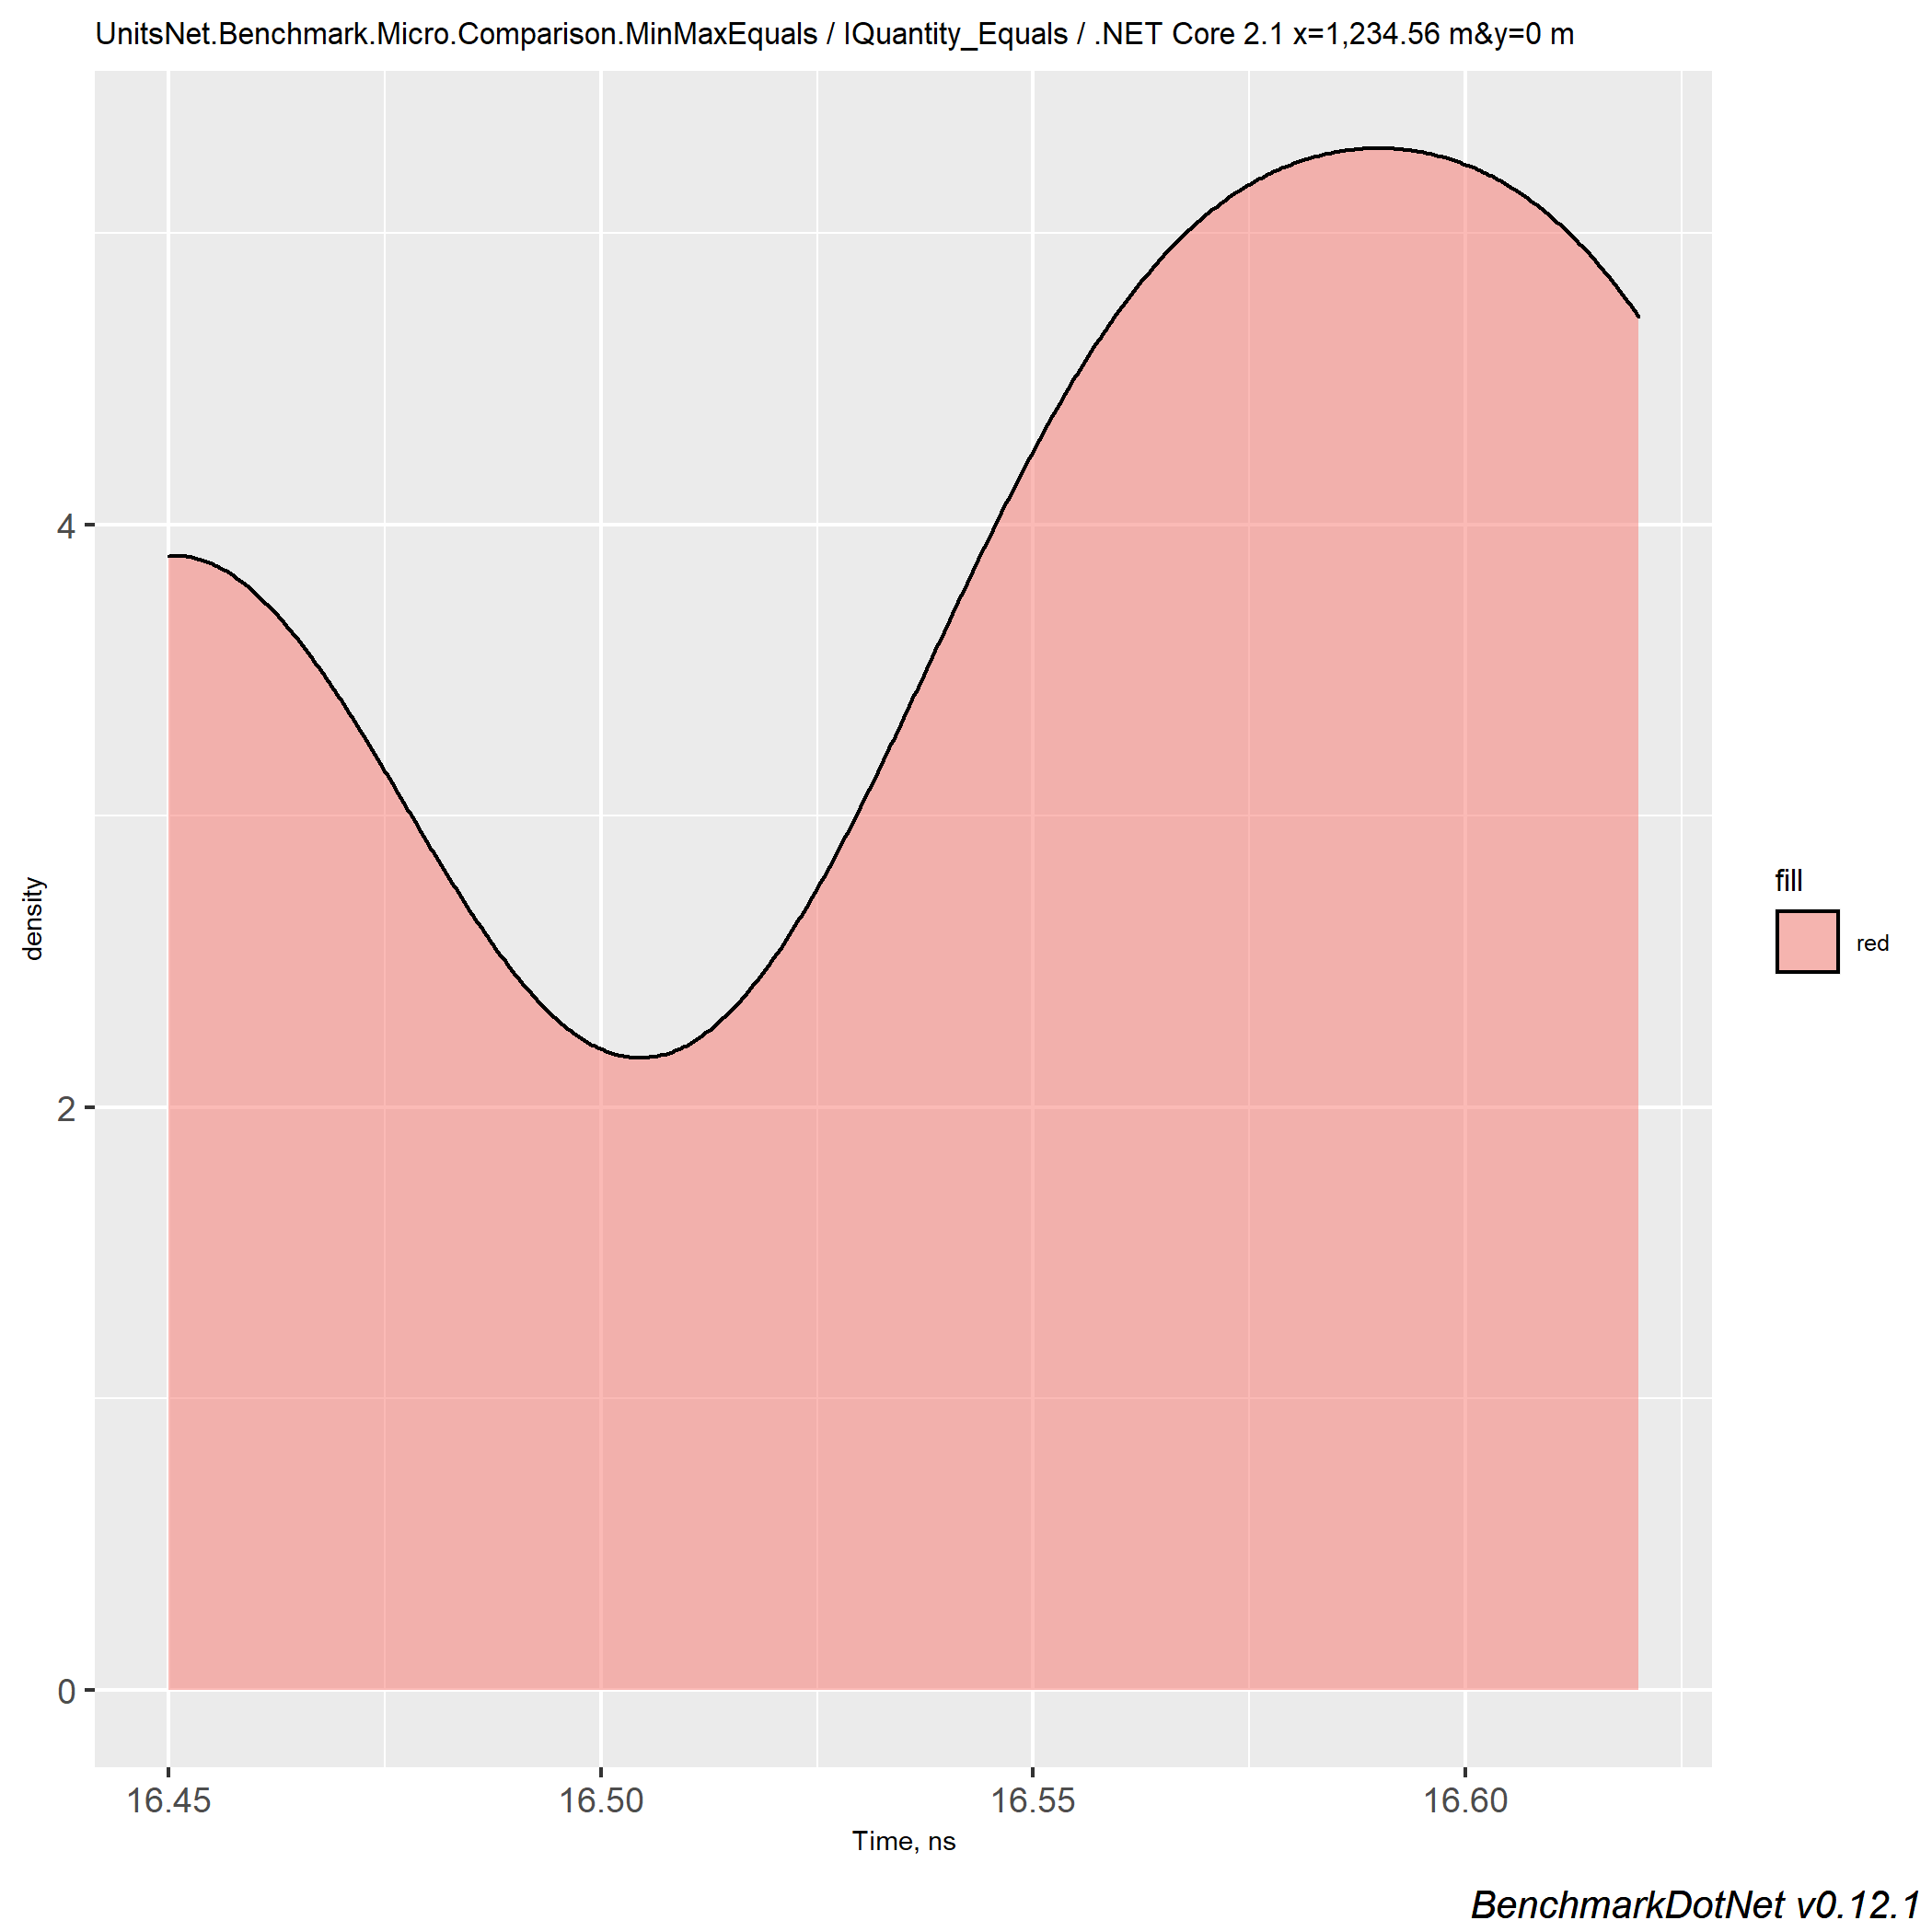 UnitsNet.Benchmark.Micro.Comparison.MinMaxEquals / IQuantity_Equals / .NET Core 2.1 x=1,234.56 m&y=0 m
4
2
0
density
16.45 16.50 16.55 16.60
Time, ns
fill
red
BenchmarkDotNet v0.12.1